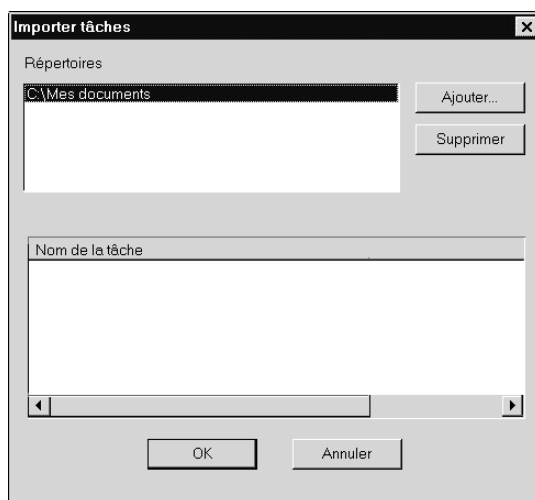 Importer tâches
Répertoires
C:\Mes documents
Ajouter...
Supprimer
Nom de la tâche
OK
Annuler